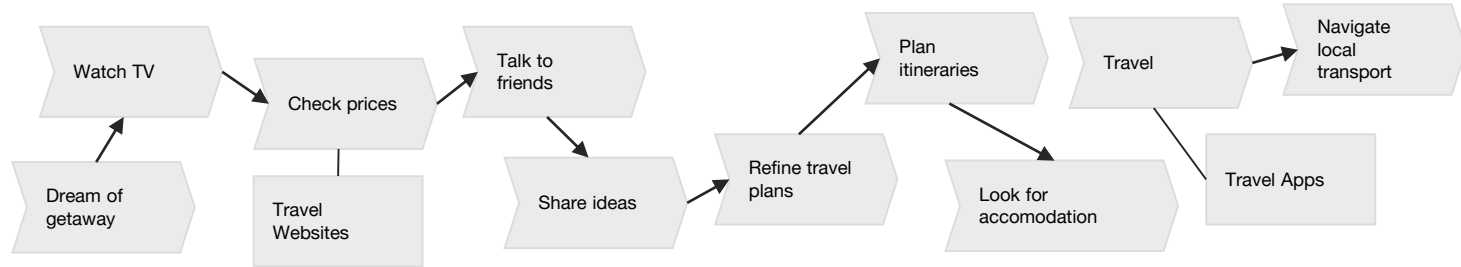 Watch TV
Dream of
getaway
Check prices
Travel
Websites
Talk to
friends
Share ideas
Refine travel
plans
Plan
itineraries
Look for
accomodation
Travel
Travel Apps
Navigate
local
transport